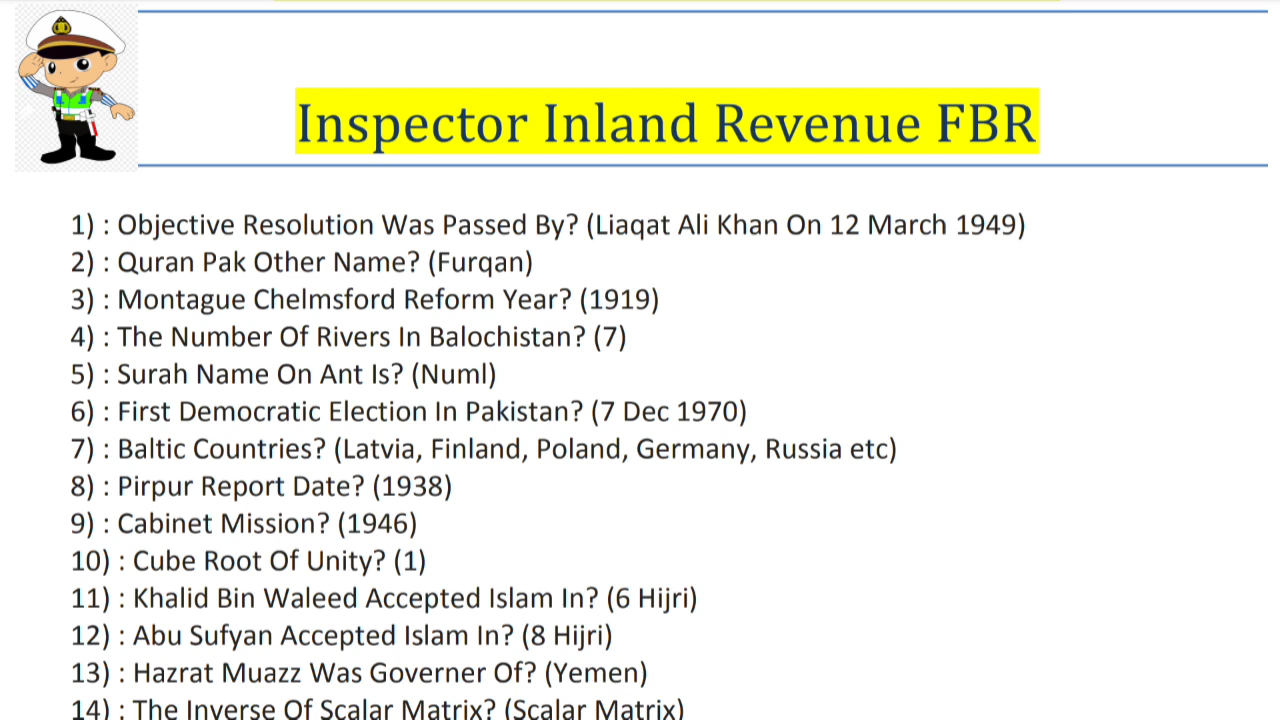 Inspector Inland Revenue FBR
1) : Objective Resolution Was Passed By? (Liaqat Ali Khan On 12 March 1949)
2) : Quran Pak Other Name? (Furqan)
3) : Montague Chelmsford Reform Year? (1919)
4) : The Number Of Rivers In Balochistan? (7)
5) : Surah Name On Ant Is? (Numl)
6) : First Democratic Election In Pakistan? (7 Dec 1970)
7) : Baltic Countries? (Latvia, Finland, Poland, Germany, Russia etc)
8) : Pirpur Report Date? (1938)
9) : Cabinet Mission? (1946)
10) : Cube Root Of Unity? (1)
11) : Khalid Bin Waleed Accepted Islam In? (6 Hijri)
12) : Abu Sufyan Accepted Islam In? (8 Hijri)
13) : Hazrat Muazz Was Governer Of? (Yemen)
14) : The Inverse Of Scalar Matrix? (Scalar Matrix)